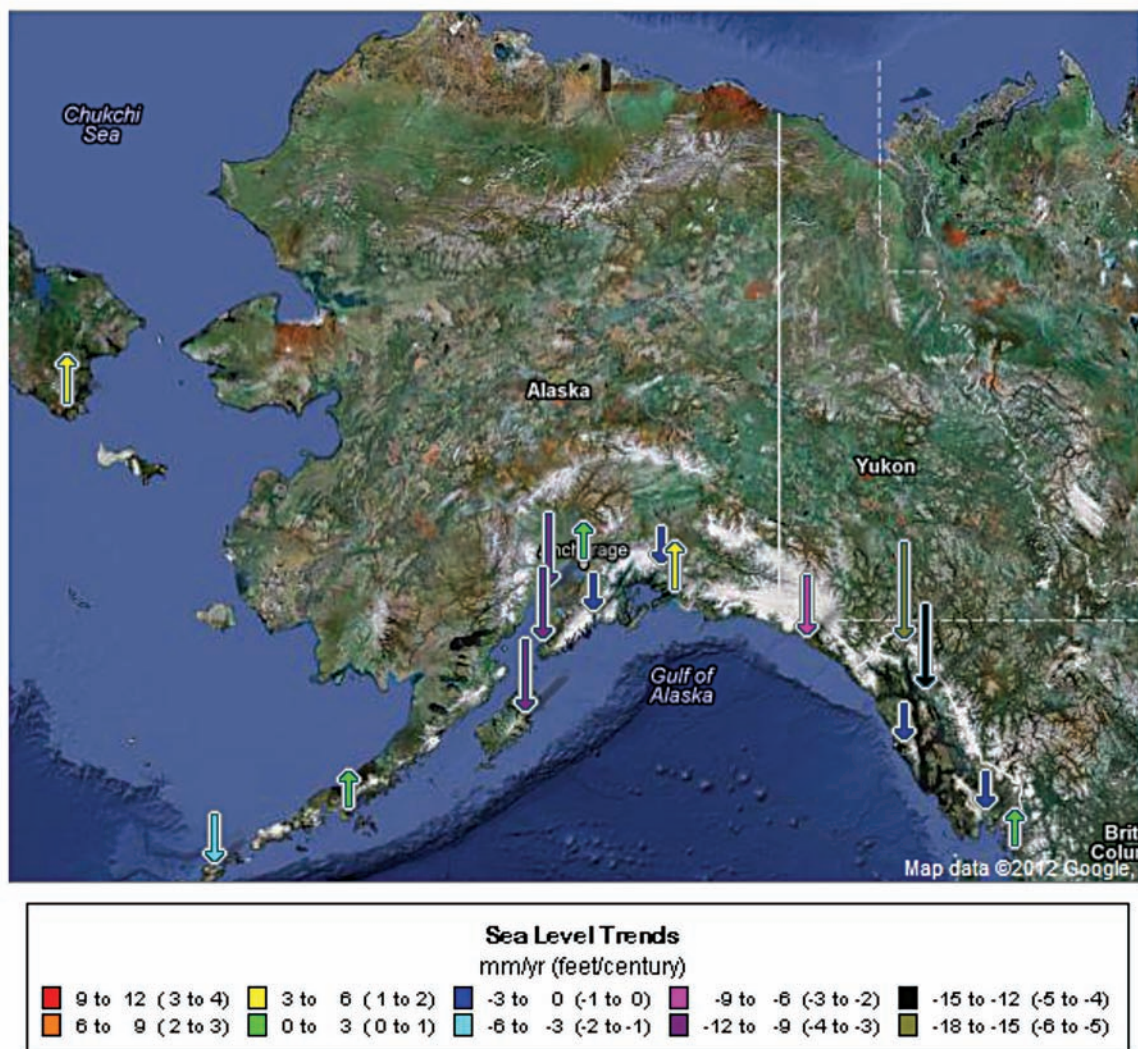 Chukchi
Sea
Alaska
Yukon
Anchorage
Gulf of
Alaska
Brit
Colur
Map data ©2012 Google,
Sea Level Trends
mm/yr (feet/century)
9 to 12 (3 to 4) 3 to 6 (1 to 2) -3 to 0 (-1 to 0) -9 to -6 (-3 to -2) -15 to -12 (-5 to -4)
6 to 9 (2 to 3) 0 to 3 (0 to 1) -6 to -3 (-2 to -1) -12 to -9 (-4 to -3) -18 to -15 (-6 to -5)